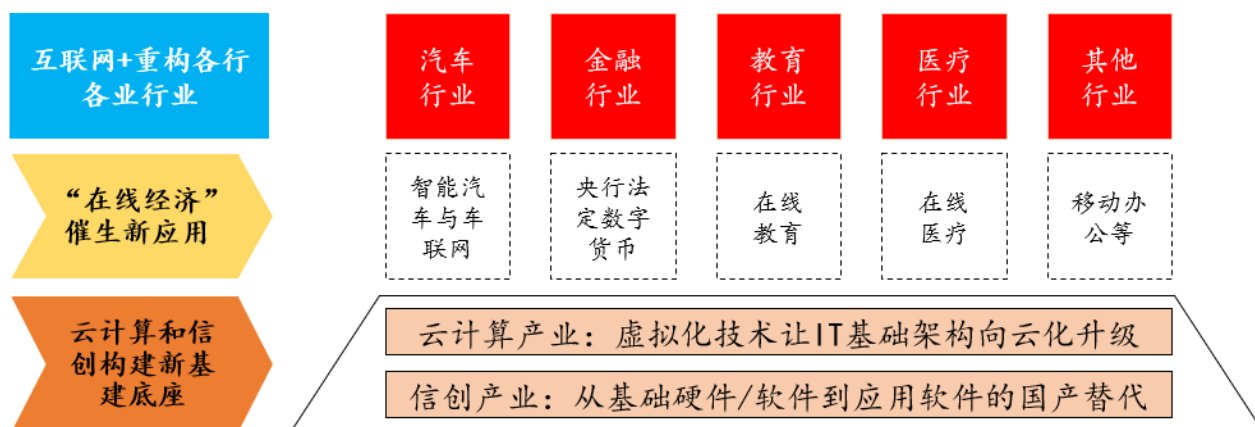 互联网+重构各行
各业行业
汽车
行业
金融
行业
教育
行业
医疗
行业
其他
行业
“在线经济”
催生新应用
智能汽
车与车
联网
央行法
定数字
货币
在线
教育
在线
医疗
移动办
公等
云计算和信
创构建新基
建底座
云计算产业：虚拟化技术让IT基础架构向云化升级
信创产业：从基础硬件/软件到应用软件的国产替代